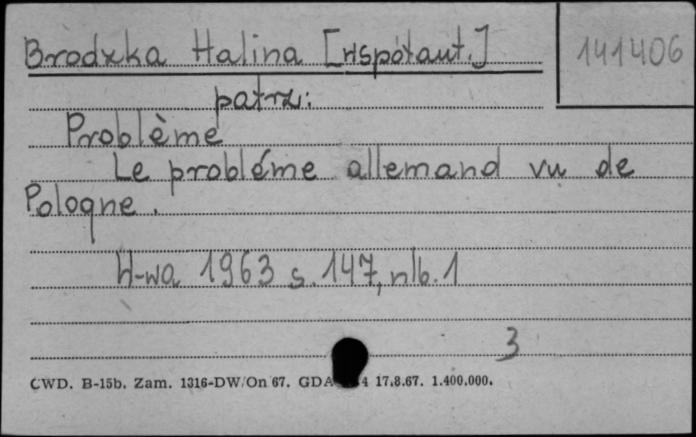 Brodzka Halina [współaut.]
141406
patrz:
Problème
Le probléme allemand vu de
Pologne.
W-wa 1963 s. 147, nlb. 1
3
CWD. B-15b. Zam. 1316-DW/On 67. GDA 4 17.8.67. 1.400.000.